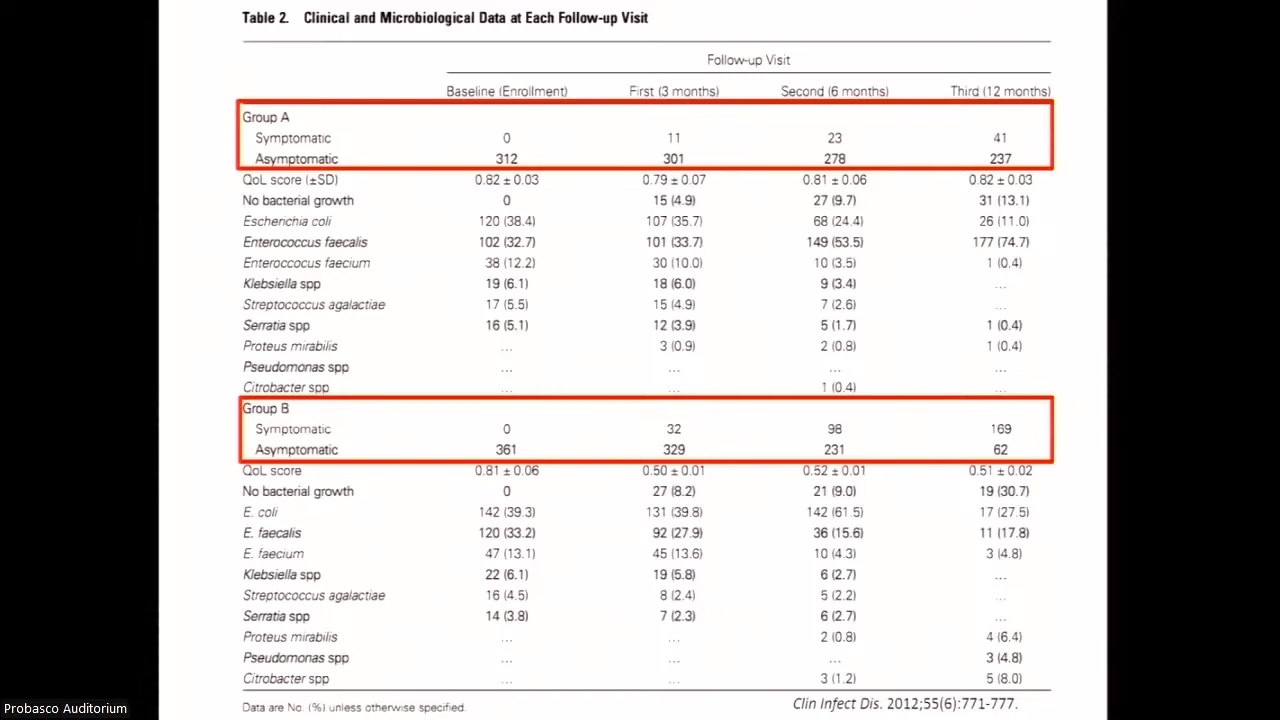 Table 2. Clinical and Microbiological Data at Each Follow-up Visit
Follow-up Visit
Baseline (Enrollment) First (3 months) Second (6 months) Third (12 months)
Group A
Symptomatic 0 11 23 41
Asymptomatic 312 301 278 237
QoL score (±SD) 0.82 ± 0.03 0.79 ± 0.07 0.81 ± 0.06 0.82 ± 0.03
No bacterial growth 0 15 (4.9) 27 (9.7) 31 (13.1)
Escherichia coli 120 (38.4) 107 (35.7) 68 (24.4) 26 (11.0)
Enterococcus faecalis 102 (32.7) 101 (33.7) 149 (53.5) 177 (74.7)
Enteroccocus faecium 38 (12.2) 30 (10.0) 10 (3.5) 1 (0.4)
Klebsiella spp 19 (6.1) 18 (6.0) 9 (3.4) ...
Streptococcus agalactiae 17 (5.5) 15 (4.9) 7 (2.6) ...
Serratia spp 16 (5.1) 12 (3.9) 5 (1.7) 1 (0.4)
Proteus mirabilis ... 3 (0.9) 2 (0.8) 1 (0.4)
Pseudomonas spp ... ... ... ...
Citrobacter spp ... ... 1 (0.4) ...
Group B
Symptomatic 0 32 98 169
Asymptomatic 361 329 231 62
QoL score 0.81 ± 0.06 0.50 ± 0.01 0.52 ± 0.01 0.51 ± 0.02
No bacterial growth 0 27 (8.2) 21 (9.0) 19 (30.7)
E. coli 142 (39.3) 131 (39.8) 142 (61.5) 17 (27.5)
E. faecalis 120 (33.2) 92 (27.9) 36 (15.6) 11 (17.8)
E. faecium 47 (13.1) 45 (13.6) 10 (4.3) 3 (4.8)
Klebsiella spp 22 (6.1) 19 (5.8) 6 (2.7) ...
Streptococcus agalactiae 16 (4.5) 8 (2.4) 5 (2.2) ...
Serratia spp 14 (3.8) 7 (2.3) 6 (2.7) ...
Proteus mirabilis ... ... 2 (0.8) 4 (6.4)
Pseudomonas spp ... ... ... 3 (4.8)
Citrobacter spp ... ... 3 (1.2) 5 (8.0)
Data are No. (%) unless otherwise specified.
Clin Infect Dis. 2012;55(6):771-777.
Probasco Auditorium